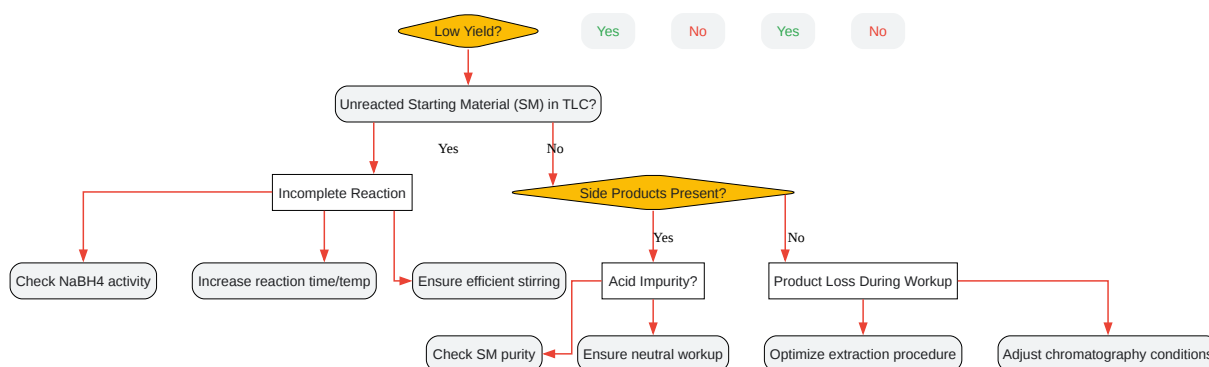 Low Yield?
Yes
No
Yes
No
Unreacted Starting Material (SM) in TLC?
Yes
No
Incomplete Reaction
Side Products Present?
Yes
No
Check NaBH4 activity
Increase reaction time/temp
Ensure efficient stirring
Acid Impurity?
Product Loss During Workup
Check SM purity
Ensure neutral workup
Optimize extraction procedure
Adjust chromatography conditions